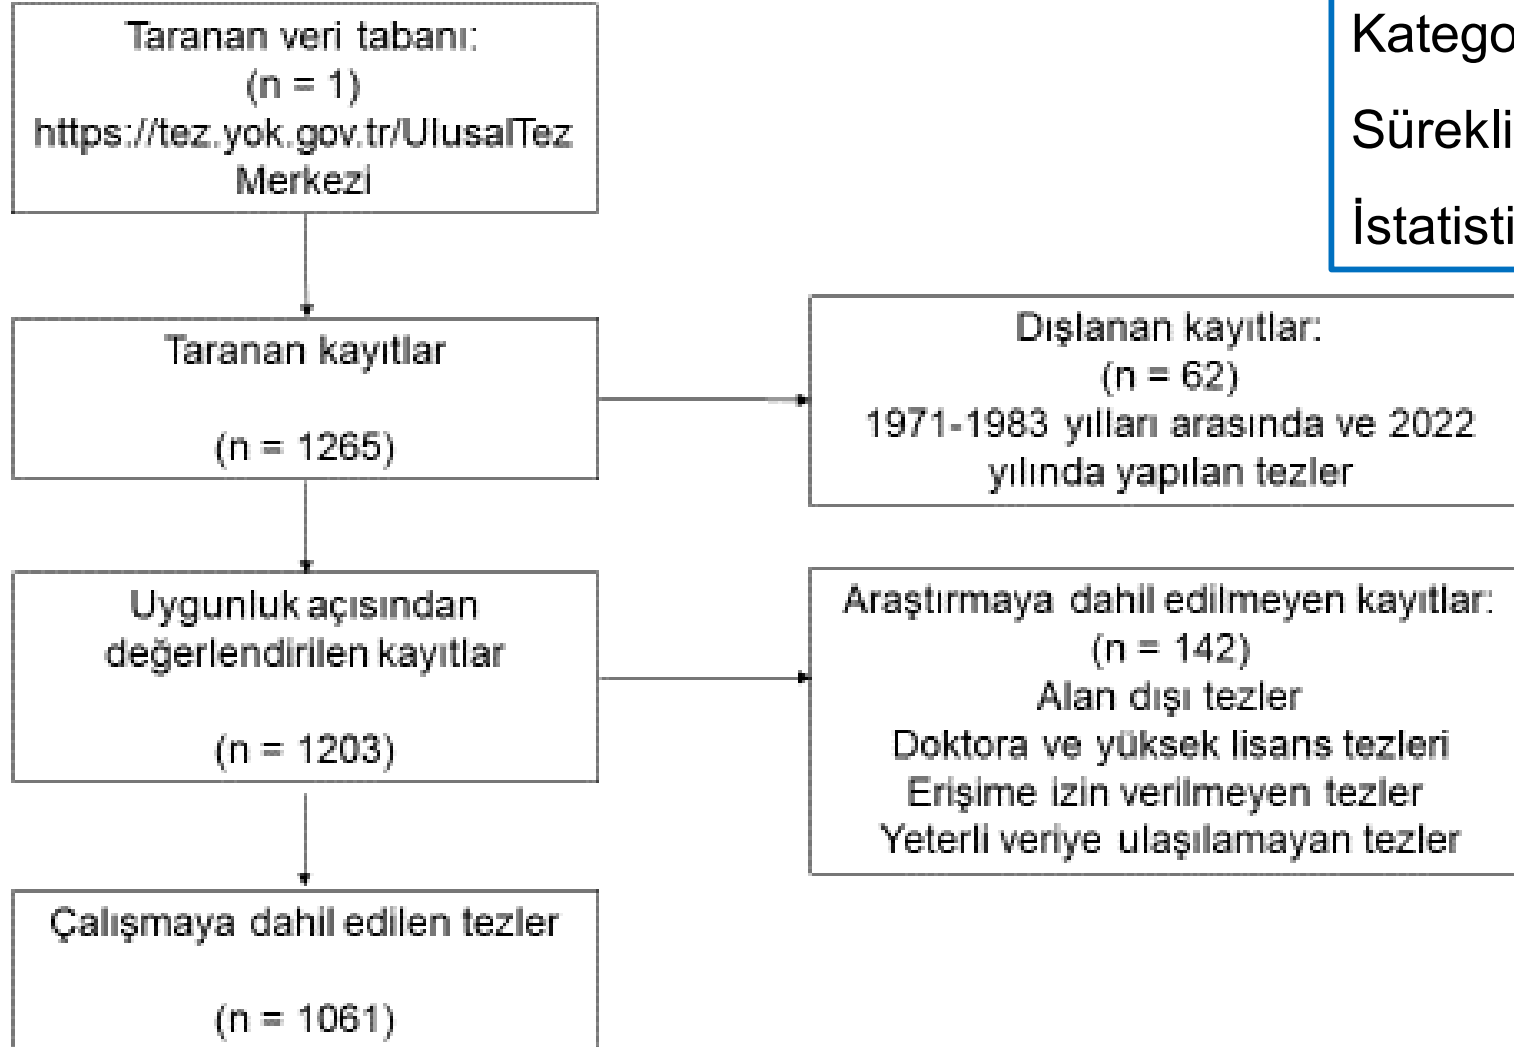 Taranan veri tabanı:
(n = 1)
https://tez.yok.gov.tr/UlusalTez
Merkezi
Sürekli
Taranan kayıtlar
(n = 1265)
Dışlanan kayıtlar:
(n = 62)
1971-1983 yılları arasında ve 2022
yılında yapılan tezler
Uygunluk açısından
değerlendirilen kayıtlar
(n = 1203)
Araştırmaya dahil edilmeyen kayıtlar:
(n = 142)
Alan dışı tezler
Doktora ve yüksek lisans tezleri
Erişime izin verilmeyen tezler
Yeterli veriye ulaşılamayan tezler
Çalışmaya dahil edilen tezler
(n = 1061)